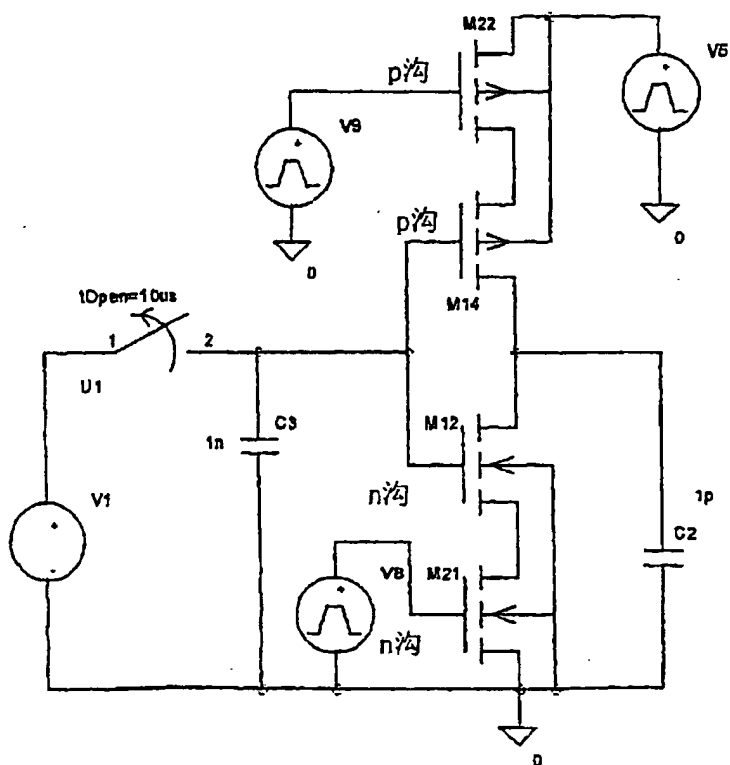 M22
V5
p沟
V9
0
0
p沟
tOpen=10us
1
2
M14
U1
C3
1n
M12
V1
n沟
1p
C2
V8
M21
n沟
0